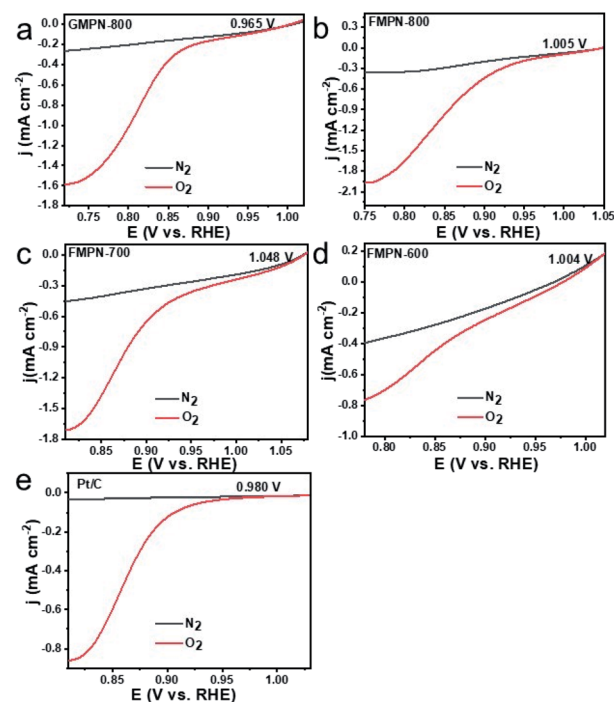 a
GMPN-800
0.965 V
0.0
-0.2
-0.4
-0.6
-0.8
-1.0
-1.2
-1.4
-1.6
-1.8
j (mA cm-2)
N2
O2
0.75 0.80 0.85 0.90 0.95 1.00
E (V vs. RHE)
b
FMPN-800
1.005 V
0.3
0.0
-0.3
-0.6
-0.9
-1.2
-1.5
-1.8
-2.1
j (mA cm-2)
N2
O2
0.75 0.80 0.85 0.90 0.95 1.00 1.05
E (V vs. RHE)
c
FMPN-700
1.048 V
0.0
-0.3
-0.6
-0.9
-1.2
-1.5
-1.8
j(mA cm-2)
N2
O2
0.85 0.90 0.95 1.00 1.05
E (V vs. RHE)
d
FMPN-600
1.004 V
0.2
0.0
-0.2
-0.4
-0.6
-0.8
-1.0
j(mA cm-2)
N2
O2
0.80 0.85 0.90 0.95 1.00
E (V vs. RHE)
e
Pt/C
0.980 V
0.0
-0.2
-0.4
-0.6
-0.8
j (mA cm-2)
N2
O2
0.85 0.90 0.95 1.00
E (V vs. RHE)